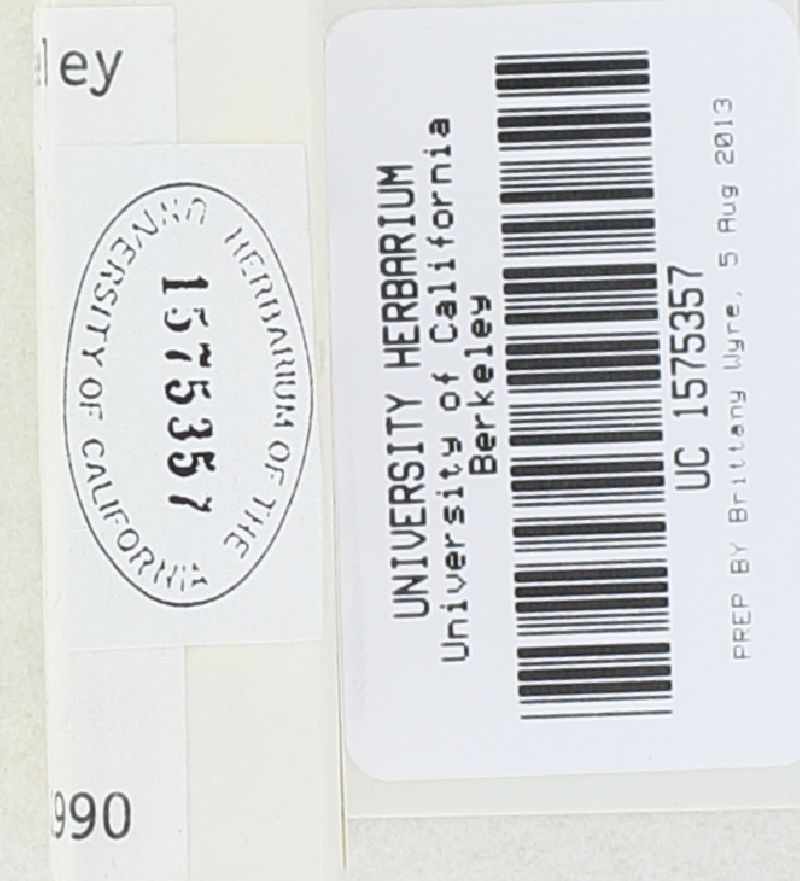 ley
HERBARIUM OF THE
UNIVERSITY OF CALIFORNIA
1575357
990
UNIVERSITY HERBARIUM
University of California
Berkeley
UC 1575357
PREP BY Brittany Wyre, 5 Aug 2013